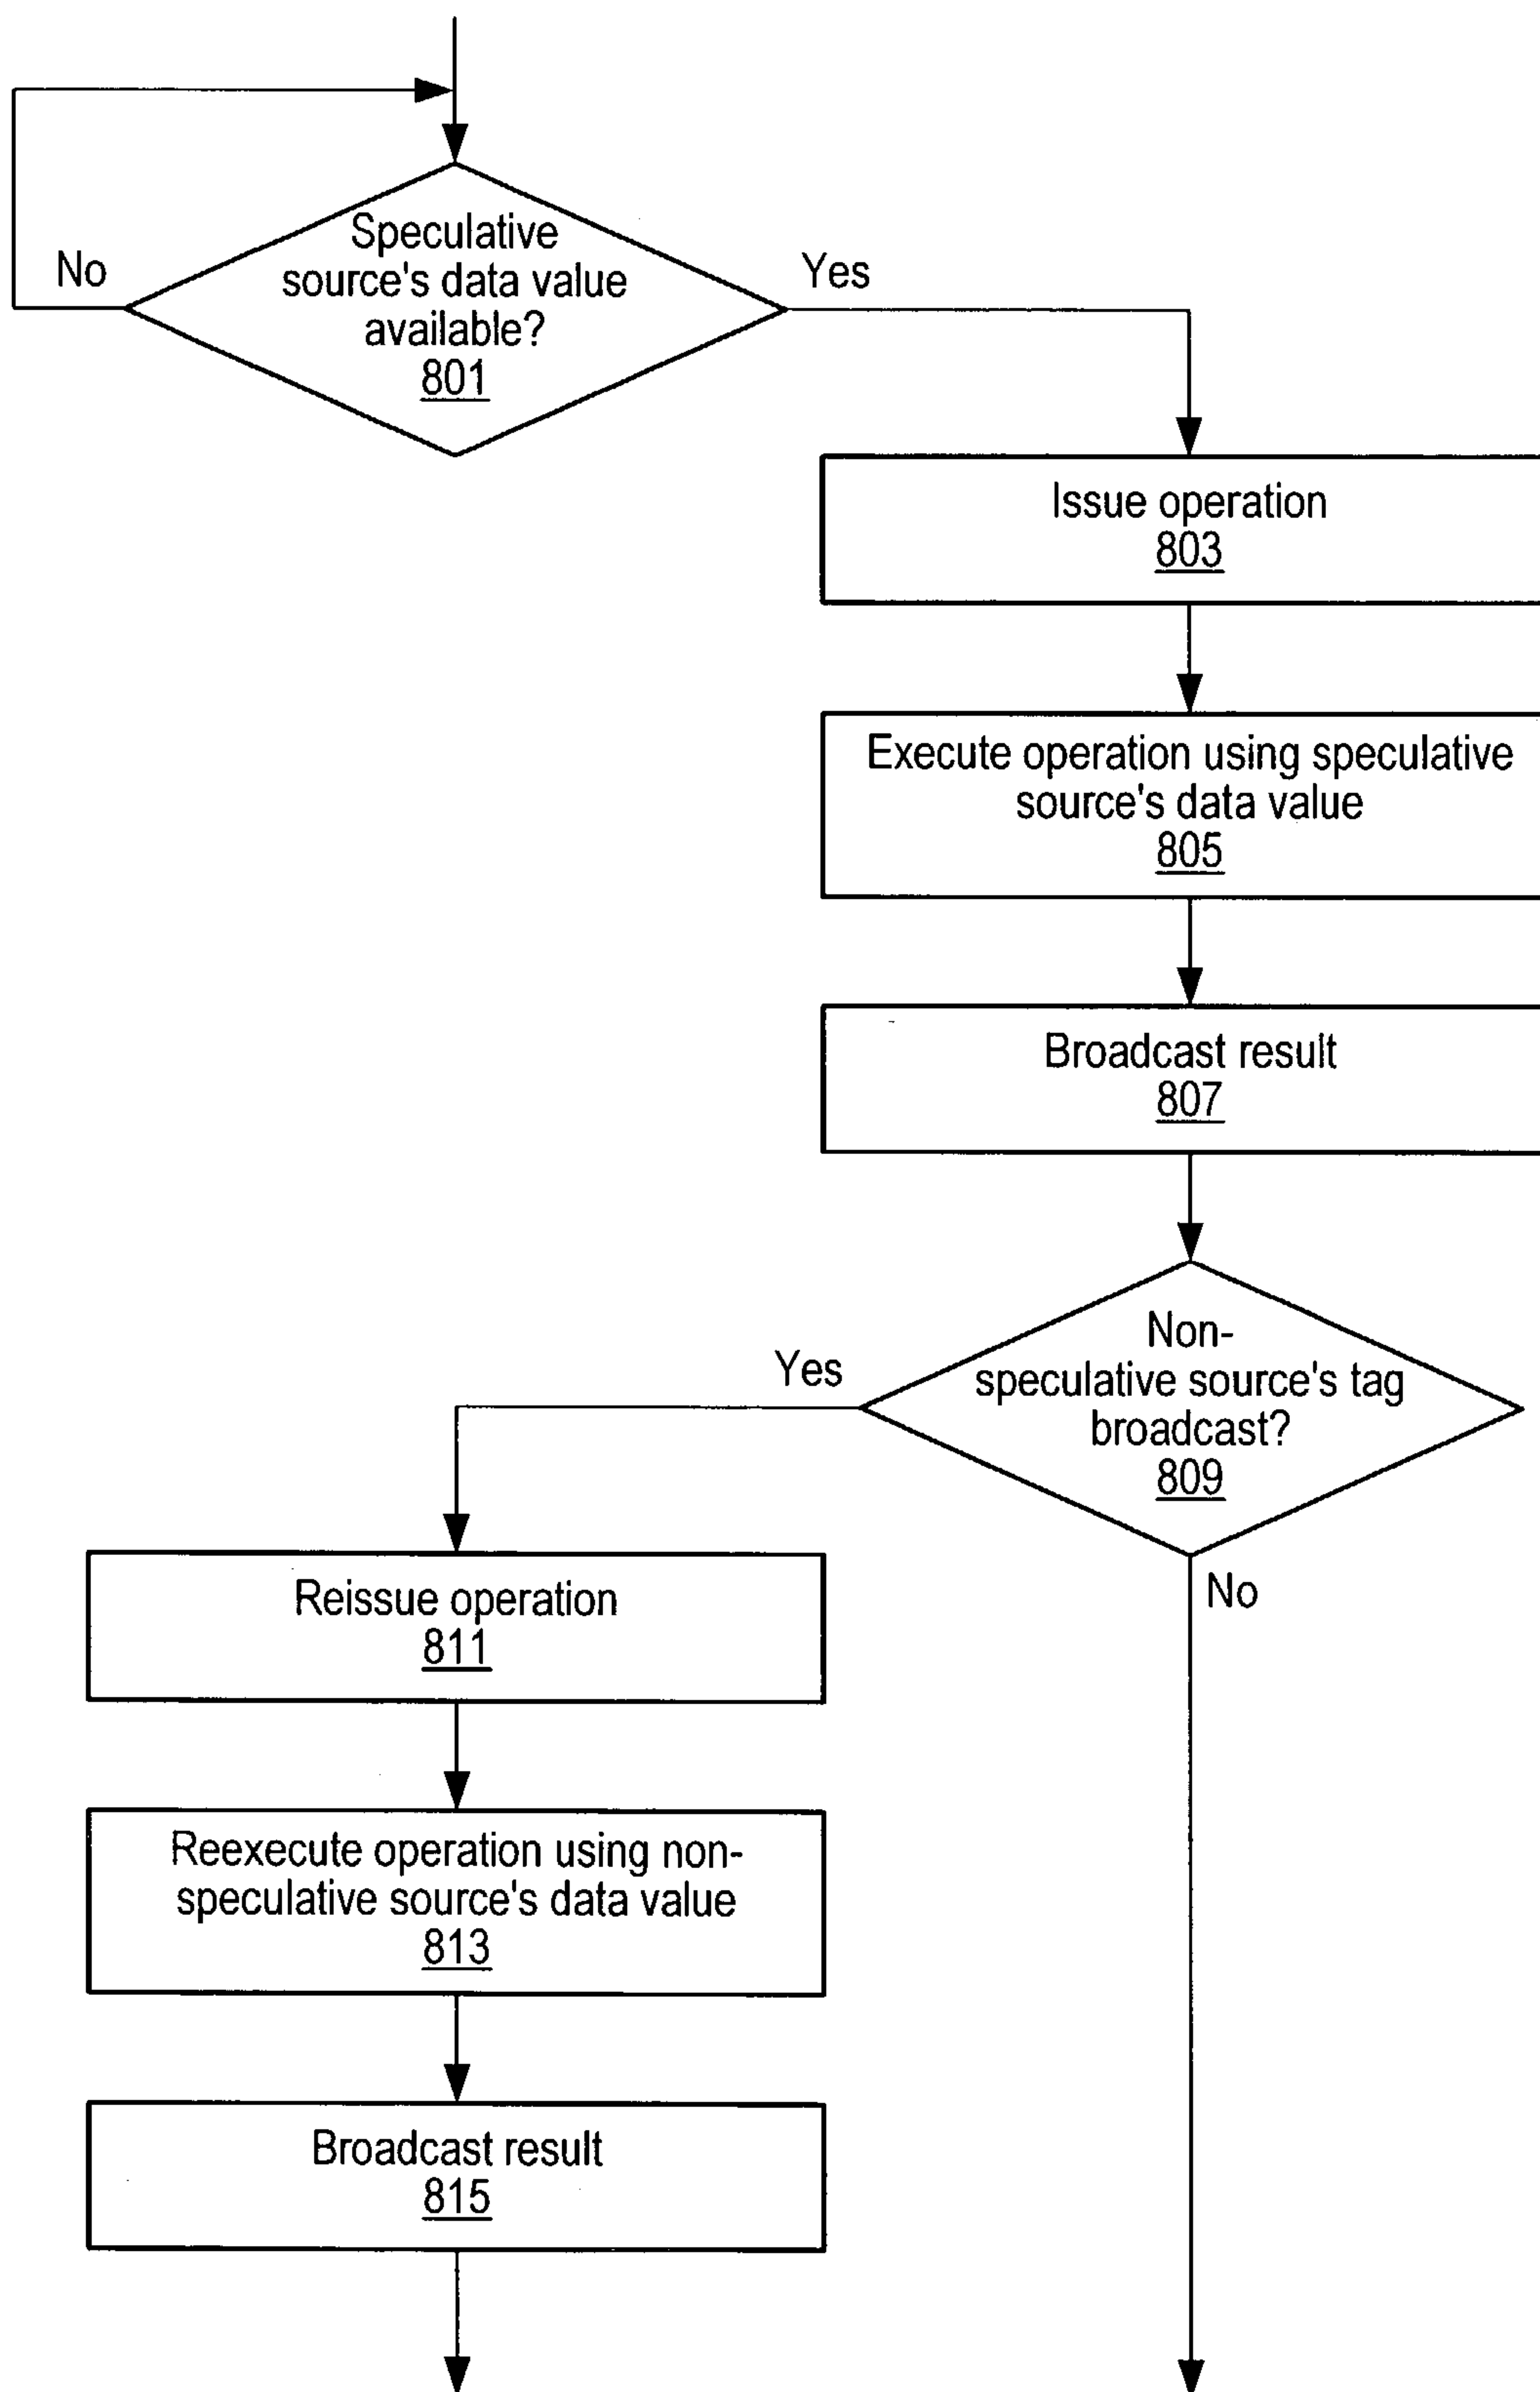 Speculative
source's data value
available?
801
No
Yes
Issue operation
803
Execute operation using speculative
source's data value
805
Broadcast result
807
Non-
speculative source's tag
broadcast?
809
Yes
No
Reissue operation
811
Reexecute operation using non-
speculative source's data value
813
Broadcast result
815